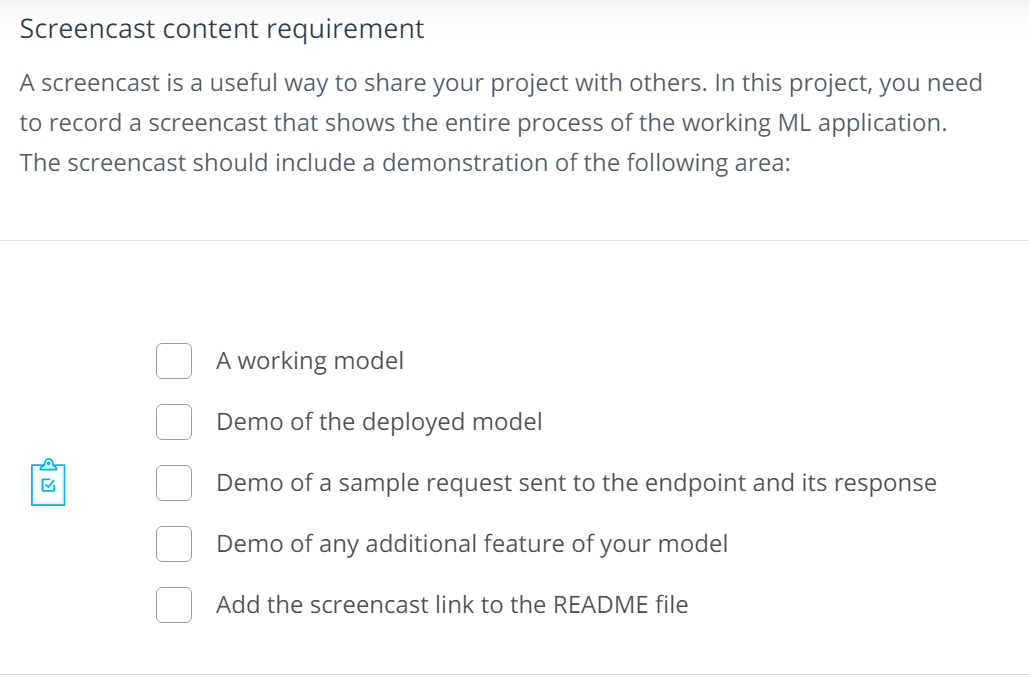 Screencast content requirement
A screencast is a useful way to share your project with others. In this project, you need
to record a screencast that shows the entire process of the working ML application.
The screencast should include a demonstration of the following area:
A working model
Demo of the deployed model
Demo of a sample request sent to the endpoint and its response
Demo of any additional feature of your model
Add the screencast link to the README file